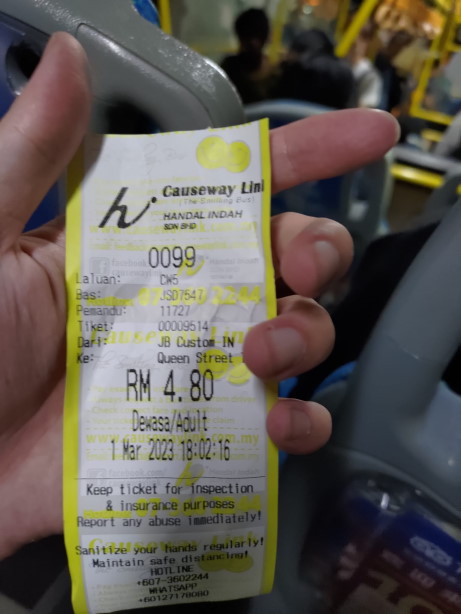 Causeway Link
(The Smiling Bus)
HANDAL INDAH
SDN BHD
0099
Laluan: CW5
Bas: JSD7547
Pemandu: 11727
Tiket: 00009514
Dari: JB Custom IN
Ke: Queen Street
RM 4.80
Dewasa/Adult
1 Mar 2023 18:02:16
Keep ticket for inspection
& insurance purposes
Report any abuse immediately!
Sanitize your hands regularly!
Maintain safe distancing!
HOTLINE
+607-3602244
WHATSAPP
+60127178080